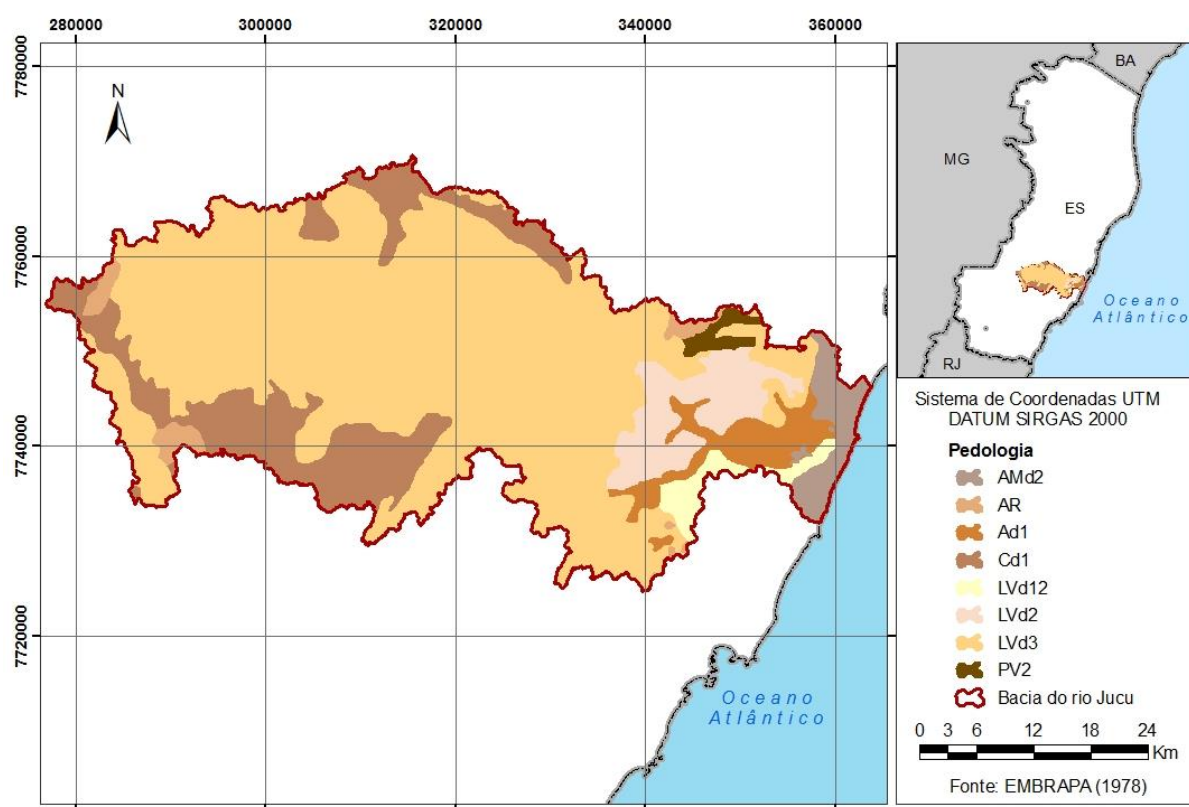 280000 300000 320000 340000 360000
7780000
7760000
7740000
7720000
N
Oceano
Atlântico
BA
MG
ES
RJ
Oceano
Atlântico
Sistema de Coordenadas UTM
DATUM SIRGAS 2000
Pedologia
AMd2
AR
Ad1
Cd1
LVd12
LVd2
LVd3
PV2
Bacia do rio Jucu
0 3 6 12 18 24
Km
Fonte: EMBRAPA (1978)